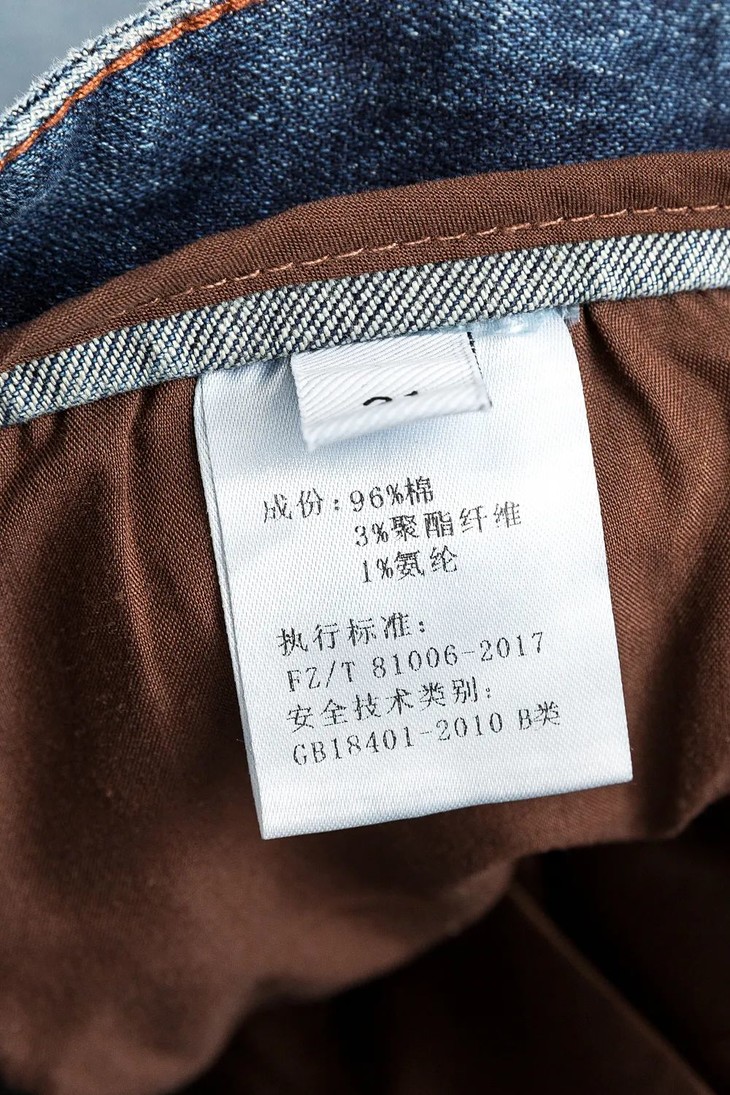 成份:96%棉
3%聚酯纤维
1%氨纶
执行标准:
FZ/T 81006-2017
安全技术类别:
GB18401-2010 B类